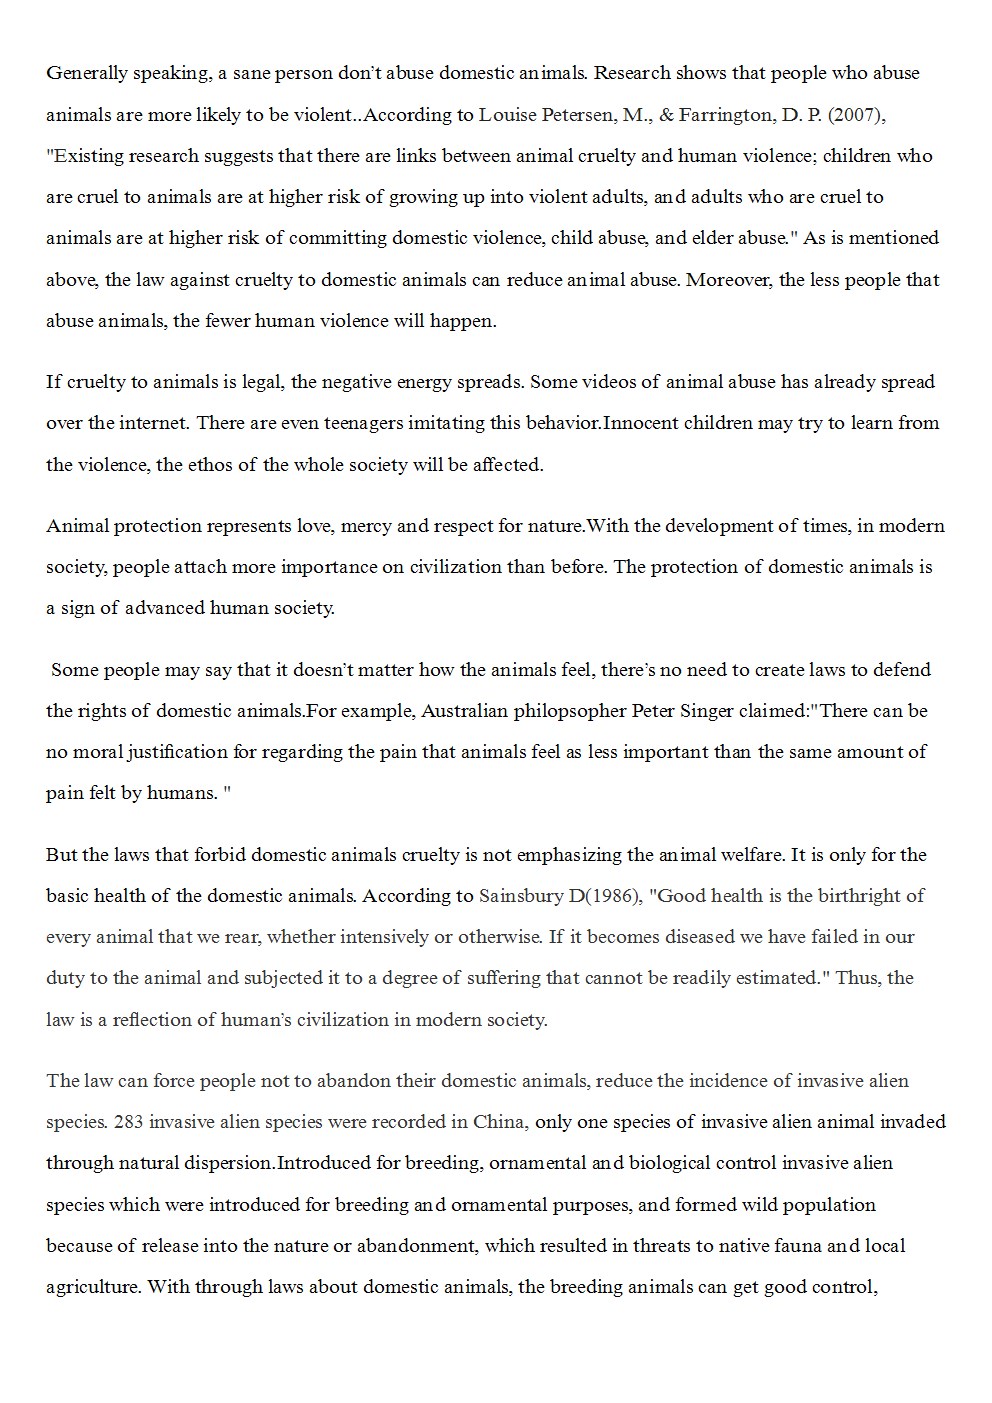 Generally speaking, a sane person don’t abuse domestic animals. Research shows that people who abuse
animals are more likely to be violent..According to Louise Petersen, M., & Farrington, D. P. (2007),
"Existing research suggests that there are links between animal cruelty and human violence; children who
are cruel to animals are at higher risk of growing up into violent adults, and adults who are cruel to
animals are at higher risk of committing domestic violence, child abuse, and elder abuse." As is mentioned
above, the law against cruelty to domestic animals can reduce animal abuse. Moreover, the less people that
abuse animals, the fewer human violence will happen.
If cruelty to animals is legal, the negative energy spreads. Some videos of animal abuse has already spread
over the internet. There are even teenagers imitating this behavior.Innocent children may try to learn from
the violence, the ethos of the whole society will be affected.
Animal protection represents love, mercy and respect for nature.With the development of times, in modern
society, people attach more importance on civilization than before. The protection of domestic animals is
a sign of advanced human society.
Some people may say that it doesn’t matter how the animals feel, there’s no need to create laws to defend
the rights of domestic animals.For example, Australian philopsopher Peter Singer claimed:"There can be
no moral justification for regarding the pain that animals feel as less important than the same amount of
pain felt by humans. "
But the laws that forbid domestic animals cruelty is not emphasizing the animal welfare. It is only for the
basic health of the domestic animals. According to Sainsbury D(1986), "Good health is the birthright of
every animal that we rear, whether intensively or otherwise. If it becomes diseased we have failed in our
duty to the animal and subjected it to a degree of suffering that cannot be readily estimated." Thus, the
law is a reflection of human’s civilization in modern society.
The law can force people not to abandon their domestic animals, reduce the incidence of invasive alien
species. 283 invasive alien species were recorded in China, only one species of invasive alien animal invaded
through natural dispersion.Introduced for breeding, ornamental and biological control invasive alien
species which were introduced for breeding and ornamental purposes, and formed wild population
because of release into the nature or abandonment, which resulted in threats to native fauna and local
agriculture. With through laws about domestic animals, the breeding animals can get good control,